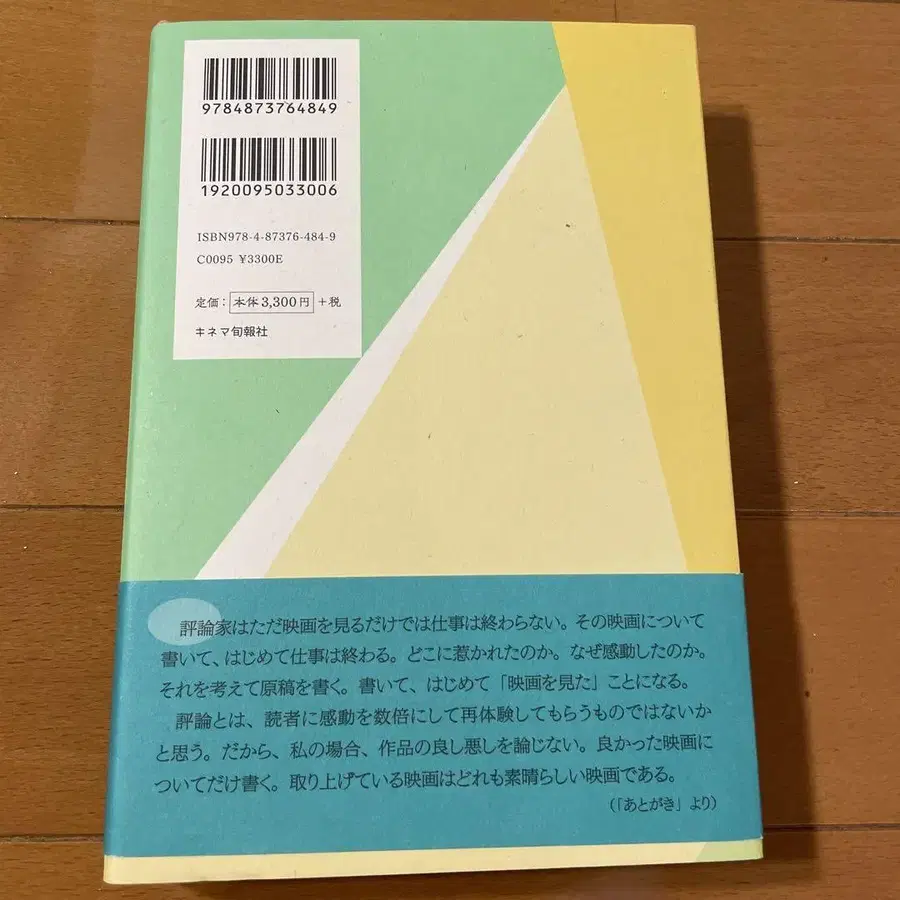 9784873764849
1920095033006
ISBN978-4-87376-484-9
C0095 ¥3300E
定価：本体3,300円＋税
キネマ旬報社
評論家はただ映画を見るだけでは仕事は終わらない。その映画について
書いて、はじめて仕事は終わる。どこに惹かれたのか。なぜ感動したのか。
それを考えて原稿を書く。書いて、はじめて「映画を見た」ことになる。
評論とは、読者に感動を数倍にして再体験してもらうものではないか
と思う。だから、私の場合、作品の良し悪しを論じない。良かった映画に
ついてだけ書く。取り上げている映画はどれも素晴らしい映画である。
（「あとがき」より）